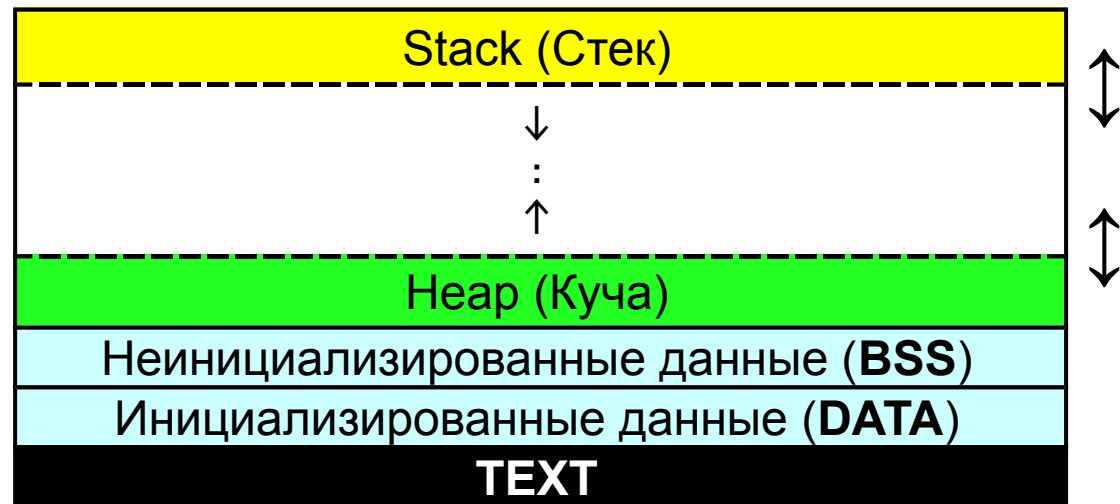 Stack (Стек)
:
Heap (Куча)
Неинициализированные данные (BSS)
Инициализированные данные (DATA)
TEXT